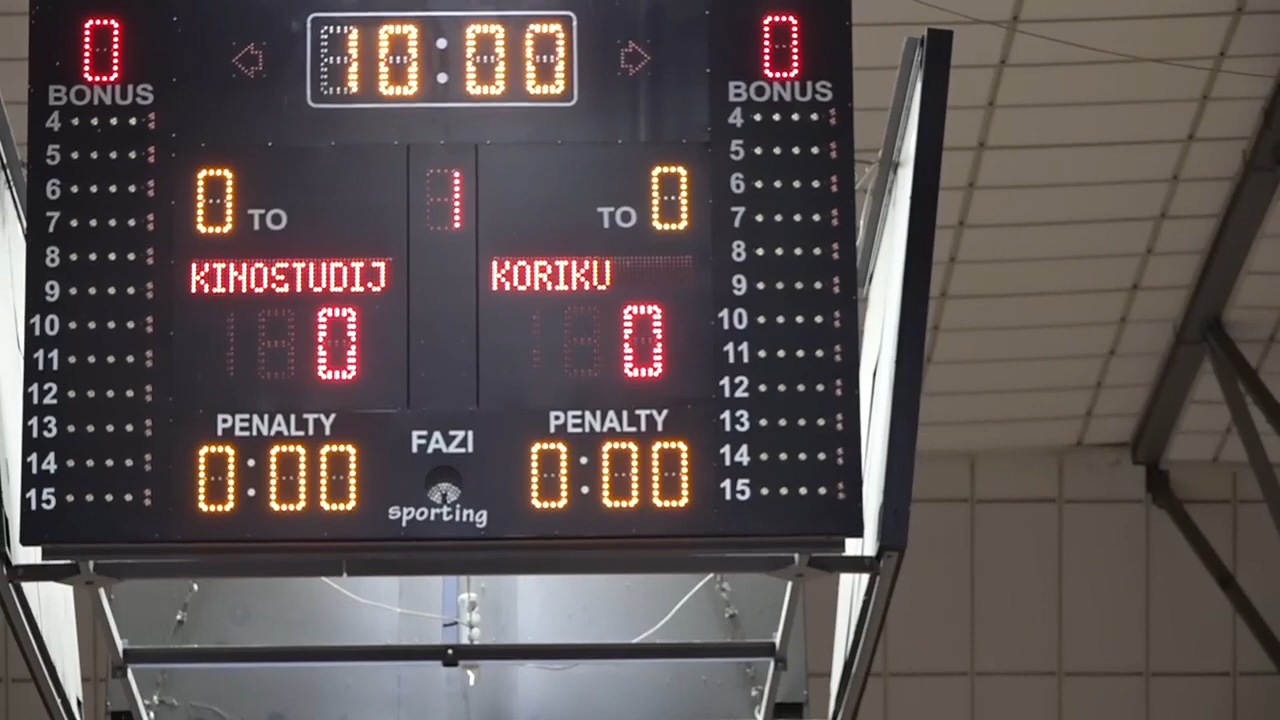 0 10:00 0
BONUS BONUS
4 4
5 5
6 6
7 7
8 8
9 9
10 10
11 11
12 12
13 13
14 14
15 15
0 TO 1 TO 0
KINOSTUDIJ KORIKU
0 0
PENALTY FAZI PENALTY
0:00 0:00
sporting